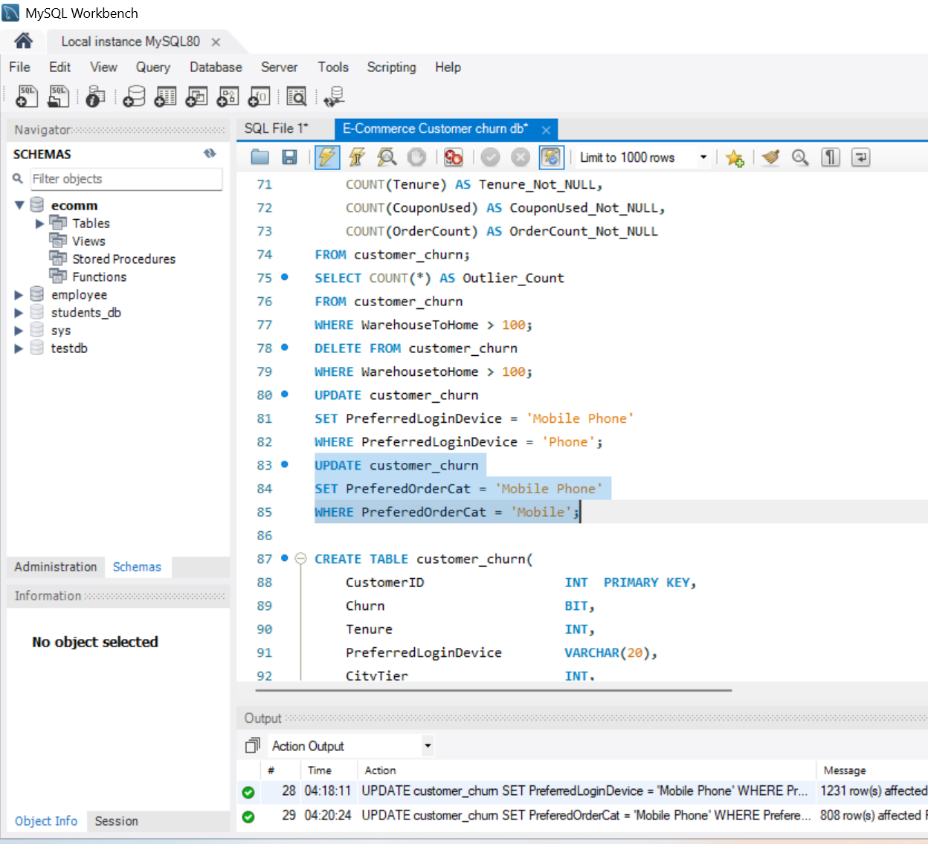 MySQL Workbench
Local instance MySQL80
File Edit View Query Database Server Tools Scripting Help
Navigator
SCHEMAS
Filter objects
ecomm
Tables
Views
Stored Procedures
Functions
employee
students_db
sys
testdb
Administration Schemas
Information
No object selected
Object Info Session
SQL File 1* E-Commerce Customer churn db*
Limit to 1000 rows
71 COUNT(Tenure) AS Tenure_Not_NULL,
72 COUNT(CouponUsed) AS CouponUsed_Not_NULL,
73 COUNT(OrderCount) AS OrderCount_Not_NULL
74 FROM customer_churn;
75 SELECT COUNT(*) AS Outlier_Count
76 FROM customer_churn
77 WHERE WarehouseToHome > 100;
78 DELETE FROM customer_churn
79 WHERE WarehousetoHome > 100;
80 UPDATE customer_churn
81 SET PreferredLoginDevice = 'Mobile Phone'
82 WHERE PreferredLoginDevice = 'Phone';
83 UPDATE customer_churn
84 SET PreferedOrderCat = 'Mobile Phone'
85 WHERE PreferedOrderCat = 'Mobile';
86
87 CREATE TABLE customer_churn(
88 CustomerID INT PRIMARY KEY,
89 Churn BIT,
90 Tenure INT,
91 PreferredLoginDevice VARCHAR(20),
92 CityTier INT,
Output
Action Output
# Time Action Message
28 04:18:11 UPDATE customer_churn SET PreferredLoginDevice = 'Mobile Phone' WHERE Pr... 1231 row(s) affected
29 04:20:24 UPDATE customer_churn SET PreferedOrderCat = 'Mobile Phone' WHERE Prefere... 808 row(s) affected